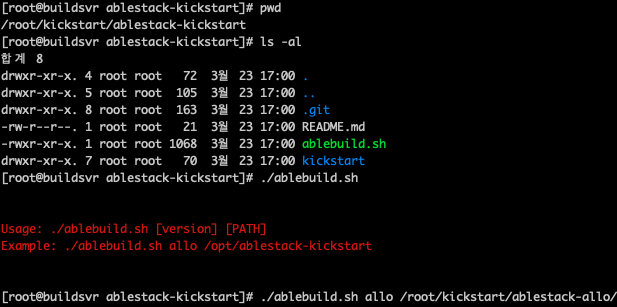 [root@buildsvr ablestack-kickstart]# pwd
/root/kickstart/ablestack-kickstart
[root@buildsvr ablestack-kickstart]# ls -al
합계 8
drwxr-xr-x. 4 root root   72  3월  23 17:00 .
drwxr-xr-x. 5 root root  105  3월  23 17:00 ..
drwxr-xr-x. 8 root root  163  3월  23 17:00 .git
-rw-r--r--. 1 root root   21  3월  23 17:00 README.md
-rwxr-xr-x. 1 root root 1068  3월  23 17:00 ablebuild.sh
drwxr-xr-x. 7 root root   70  3월  23 17:00 kickstart
[root@buildsvr ablestack-kickstart]# ./ablebuild.sh
Usage: ./ablebuild.sh [version] [PATH]
Example: ./ablebuild.sh allo /opt/ablestack-kickstart
[root@buildsvr ablestack-kickstart]# ./ablebuild.sh allo /root/kickstart/ablestack-allo/